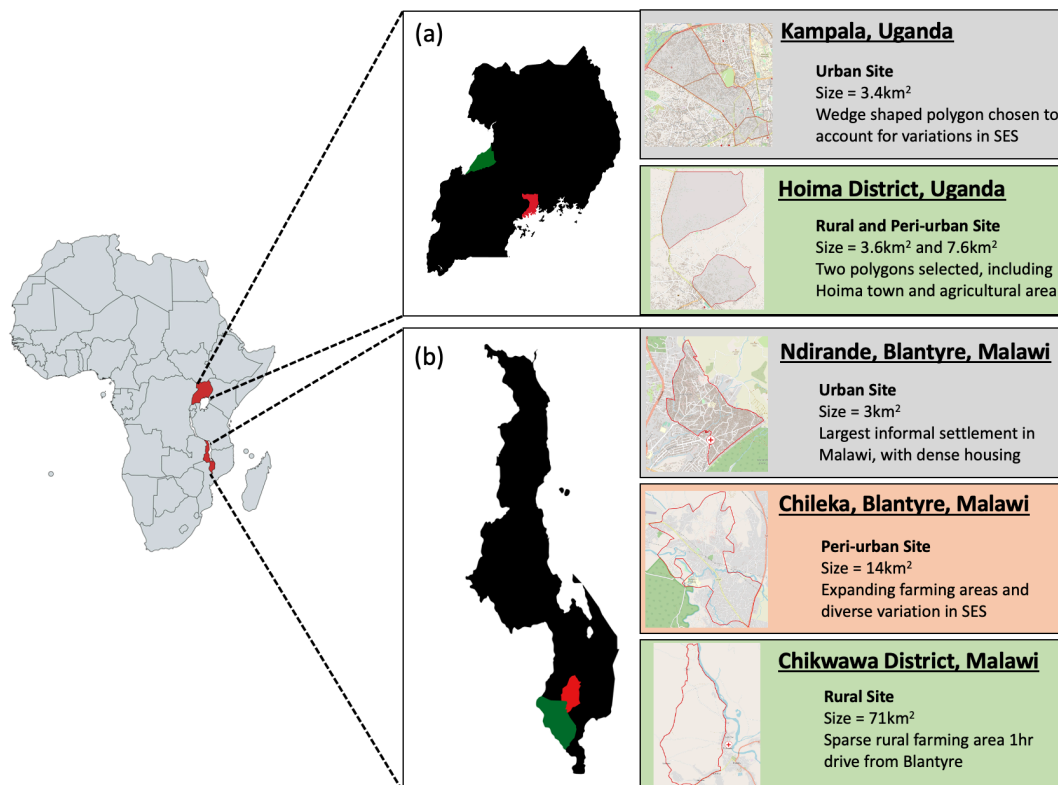 (a)
Kampala, Uganda
Urban Site
Size = 3.4km²
Wedge shaped polygon chosen to
account for variations in SES
Hoima District, Uganda
Rural and Peri-urban Site
Size = 3.6km² and 7.6km²
Two polygons selected, including
Hoima town and agricultural area
(b)
Ndirande, Blantyre, Malawi
Urban Site
Size = 3km²
Largest informal settlement in
Malawi, with dense housing
Chileka, Blantyre, Malawi
Peri-urban Site
Size = 14km²
Expanding farming areas and
diverse variation in SES
Chikwawa District, Malawi
Rural Site
Size = 71km²
Sparse rural farming area 1hr
drive from Blantyre